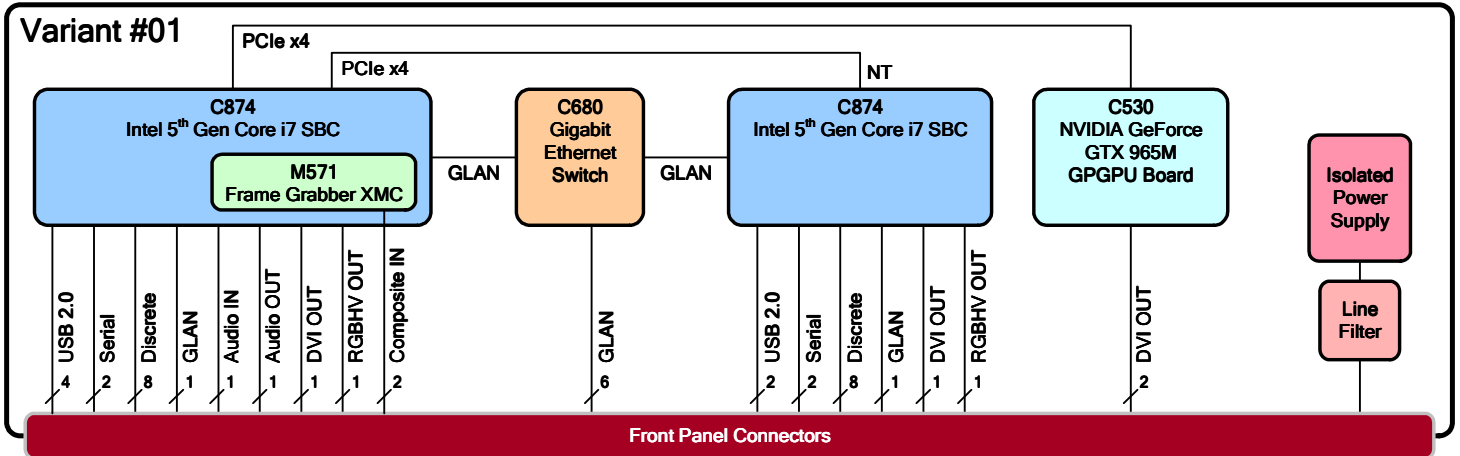 Variant #01
PCIe x4
PCIe x4
NT
C874
Intel 5th Gen Core i7 SBC
M571
Frame Grabber XMC
GLAN
C680
Gigabit
Ethernet
Switch
GLAN
C874
Intel 5th Gen Core i7 SBC
C530
NVIDIA GeForce
GTX 965M
GPGPU Board
Isolated
Power
Supply
Line
Filter
USB 2.0
4
Serial
2
Discrete
8
GLAN
1
Audio IN
1
Audio OUT
1
DVI OUT
1
RGBHV OUT
1
Composite IN
2
GLAN
6
USB 2.0
2
Serial
2
Discrete
8
GLAN
1
DVI OUT
1
RGBHV OUT
1
DVI OUT
2
Front Panel Connectors